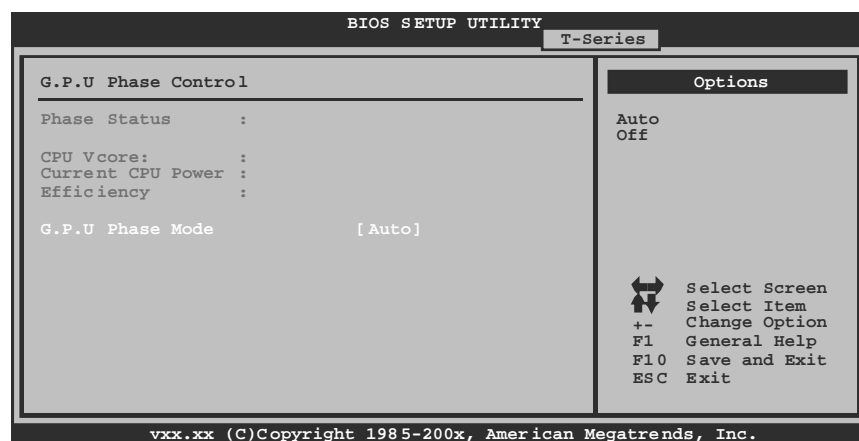 BIOS SETUP UTILITY
T-Series
G.P.U Phase Control
Phase Status :
CPU Vcore: :
Current CPU Power :
Efficiency :
G.P.U Phase Mode [Auto]
Options
Auto
Off
Select Screen
Select Item
+- Change Option
F1 General Help
F10 Save and Exit
ESC Exit
vxx.xx (C)Copyright 1985-200x, American Megatrends, Inc.